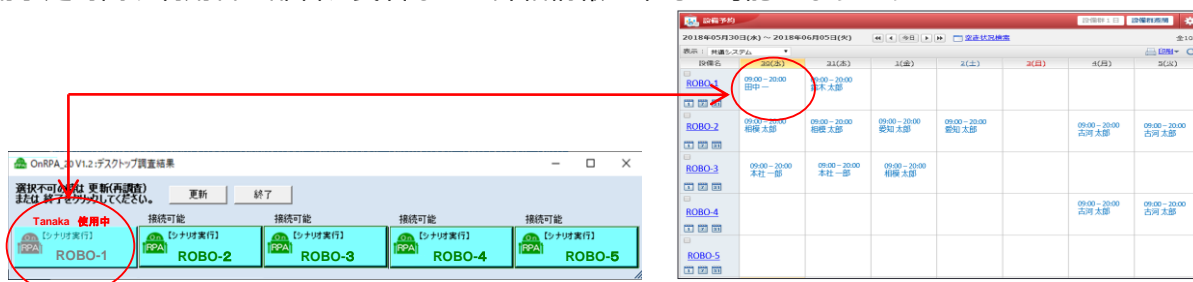 設備予約
設備別1日
設備別週間
2018年05月30日(水) ~ 2018年06月05日(火)
今日
空き状況検索
表示：
共通システム
印刷
設備名 30(水) 31(木) 1(金) 2(土) 3(日) 4(月) 5(火)
ROBO-1
09:00－20:00
田中 一
09:00－20:00
鈴木 太郎
ROBO-2
09:00－20:00
相模 太郎
09:00－20:00
相模 太郎
09:00－20:00
愛知 太郎
09:00－20:00
愛知 太郎
09:00－20:00
古河 太郎
09:00－20:00
古河 太郎
ROBO-3
09:00－20:00
本社 一郎
09:00－20:00
本社 一郎
09:00－20:00
相模 太郎
ROBO-4
09:00－20:00
古河 太郎
09:00－20:00
古河 太郎
ROBO-5
OnRPA_20 V1.2 :デスクトップ調査結果
選択不可の時は 更新(再調査)
または 終了をクリックしてください。
更新
終了
Tanaka 使用中
接続可能
接続可能
接続可能
接続可能
On RPA 【シナリオ実行】 ROBO-1
On RPA 【シナリオ実行】 ROBO-2
On RPA 【シナリオ実行】 ROBO-3
On RPA 【シナリオ実行】 ROBO-4
On RPA 【シナリオ実行】 ROBO-5